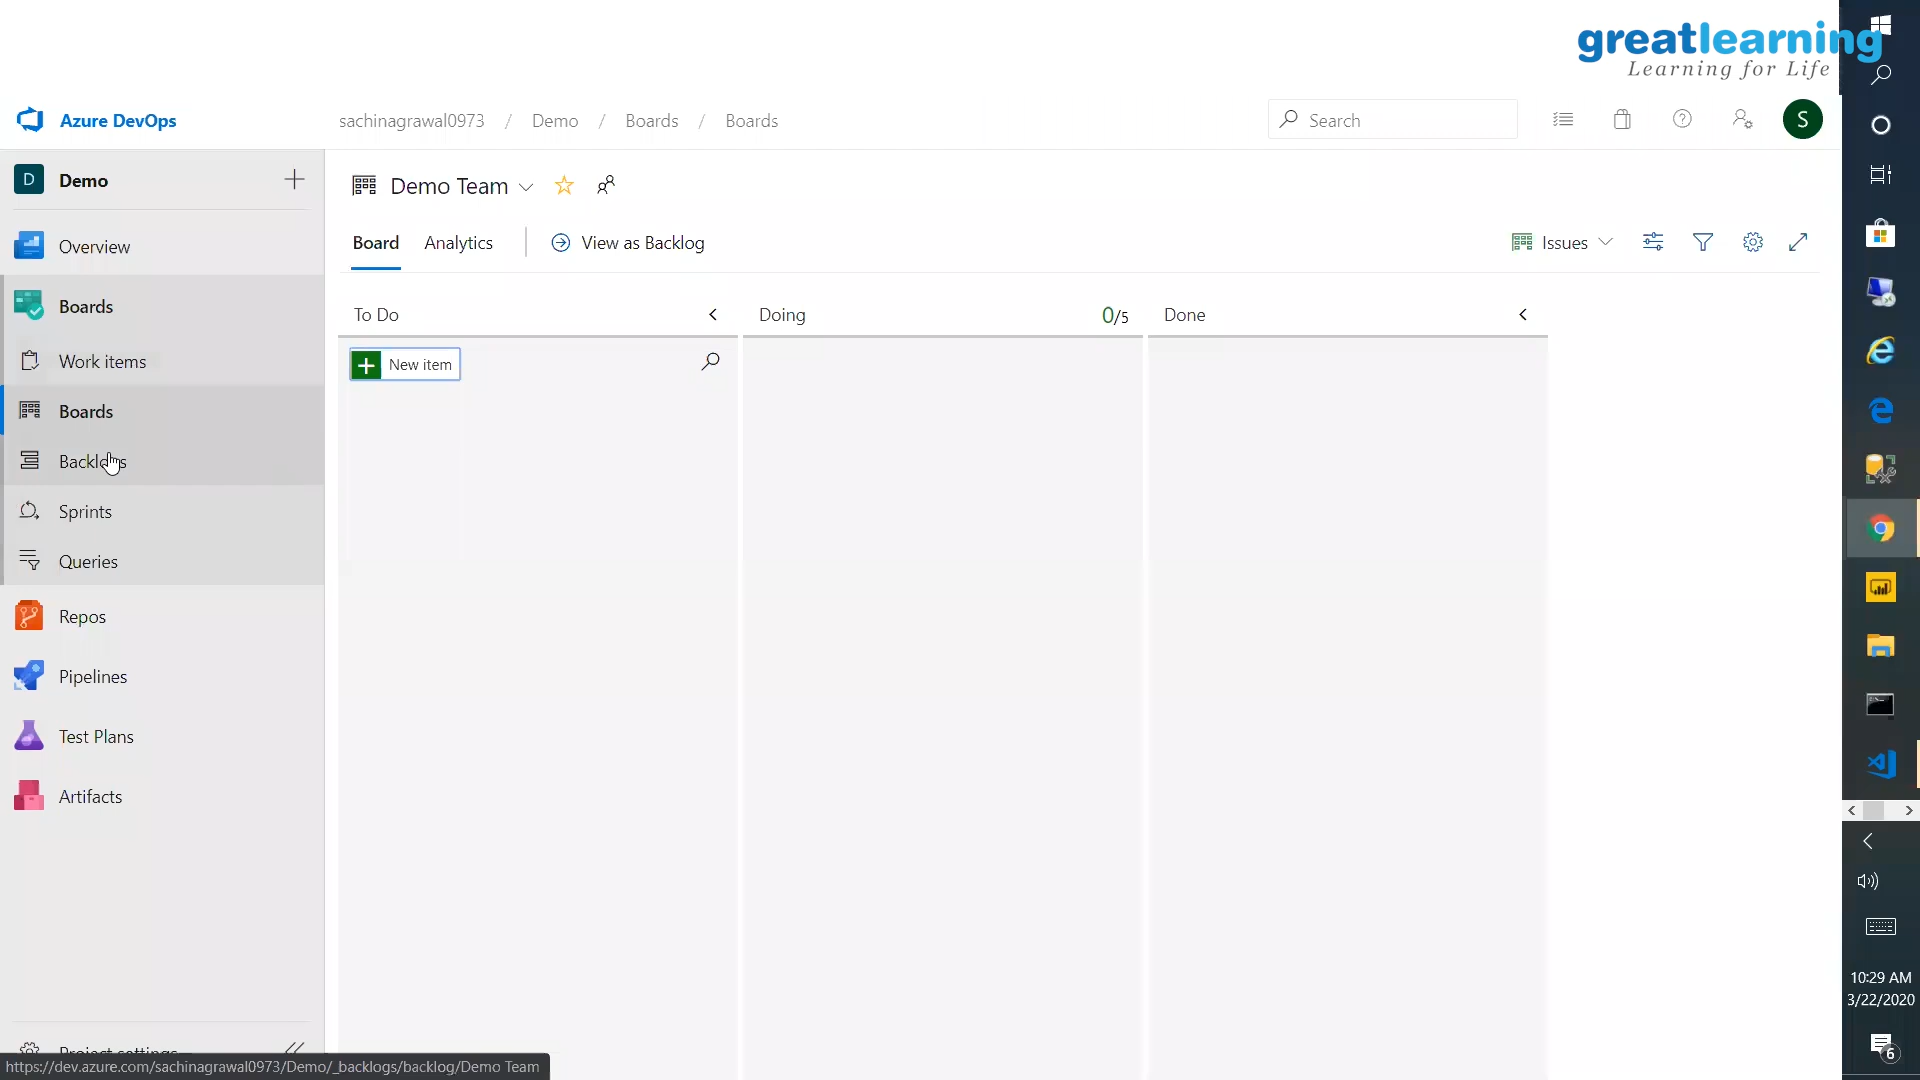 greatlearning
Learning for Life
Azure DevOps
sachinagrawal0973 / Demo / Boards / Boards
Search
S
D Demo
Demo Team
Overview
Board Analytics View as Backlog
Issues
Boards
To Do
Doing 0/5
Done
New item
Work items
Boards
Backlogs
Sprints
Queries
Repos
Pipelines
Test Plans
Artifacts
Project settings
https://dev.azure.com/sachinagrawal0973/Demo/_backlogs/backlog/Demo Team
10:29 AM
3/22/2020
6